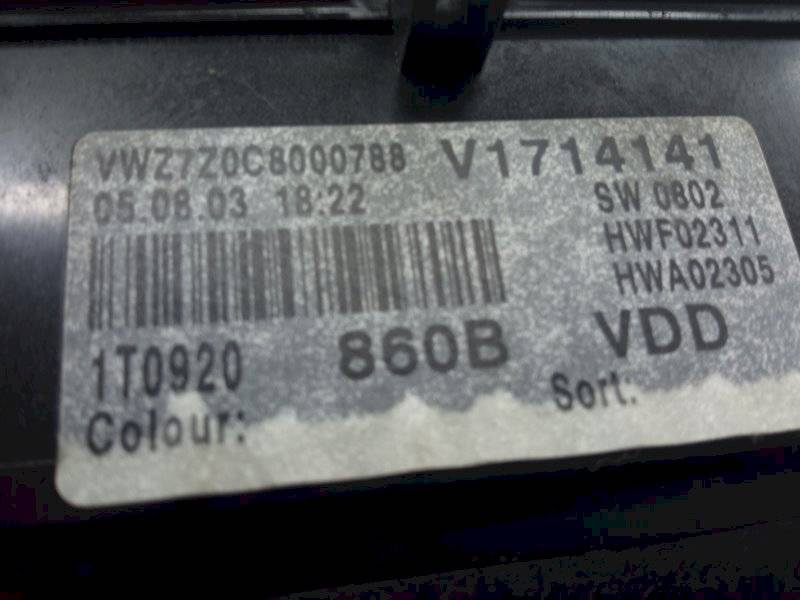 VWZ7Z0C8000788 V1714141
05.08.03 18:22 SW 0802
HWF02311
HWA02305
1T0920 860B VDD
Colour: Sort: